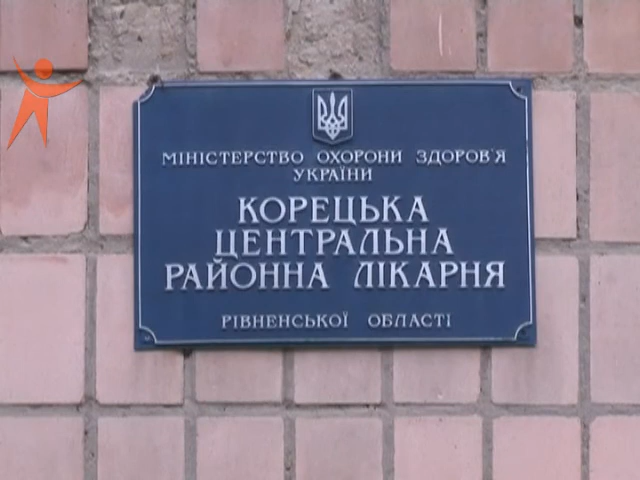 МІНІСТЕРСТВО ОХОРОНИ ЗДОРОВ'Я
УКРАЇНИ
КОРЕЦЬКА
ЦЕНТРАЛЬНА
РАЙОННА ЛІКАРНЯ
РІВНЕНСЬКОЇ ОБЛАСТІ